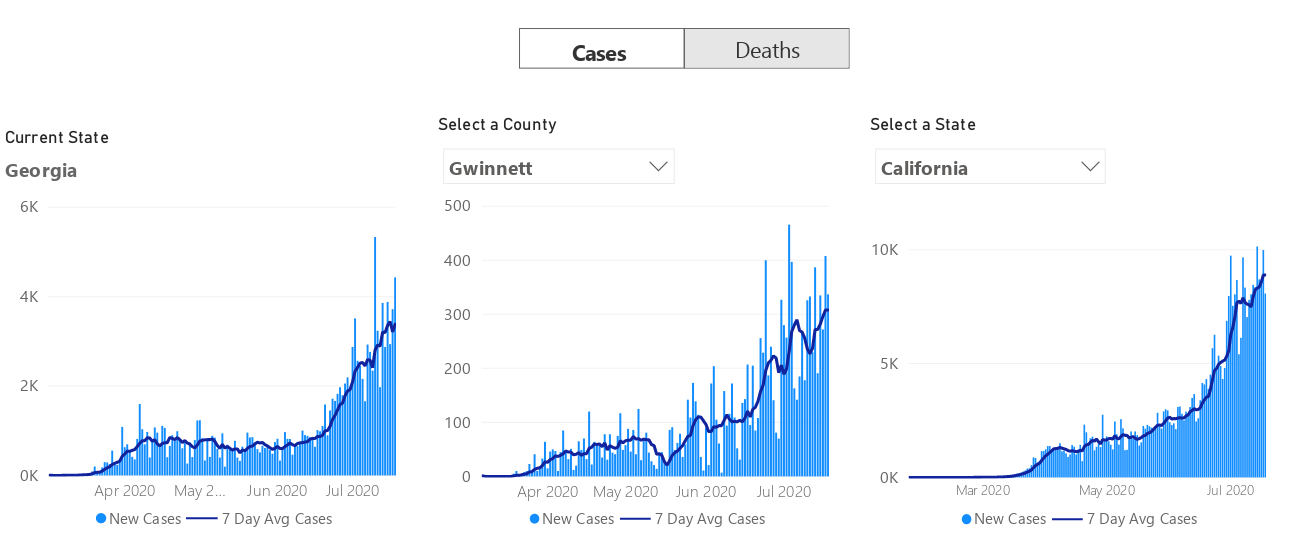 Cases Deaths
Current State
Georgia
6K
4K
2K
0K
Apr 2020 May 2... Jun 2020 Jul 2020
New Cases 7 Day Avg Cases
Select a County
Gwinnett
500
400
300
200
100
0
Apr 2020 May 2020 Jun 2020 Jul 2020
New Cases 7 Day Avg Cases
Select a State
California
10K
5K
0K
Mar 2020 May 2020 Jul 2020
New Cases 7 Day Avg Cases